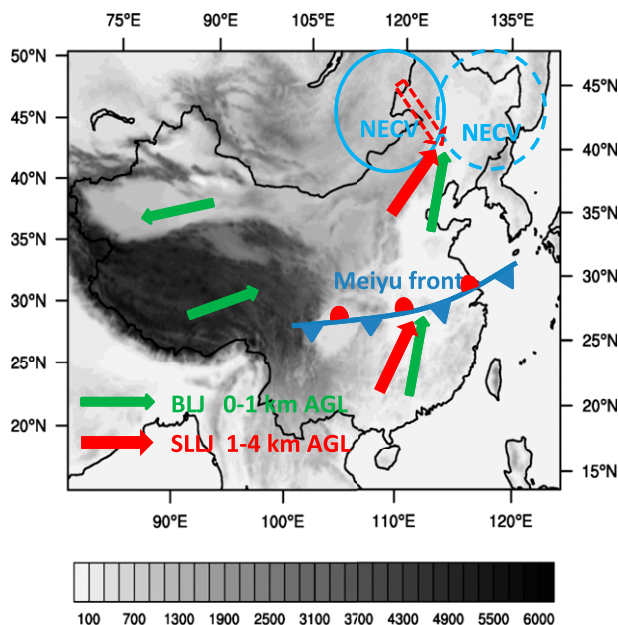 75°E 90°E 105°E 120°E 135°E
50°N
45°N
45°N
NECV NECV
40°N
40°N
35°N
35°N
30°N
Meiyu front
30°N
25°N
25°N
BLJ 0-1 km AGL
20°N
20°N
SLLJ 1-4 km AGL
15°N
90°E 100°E 110°E 120°E
100 700 1300 1900 2500 3100 3700 4300 4900 5500 6000